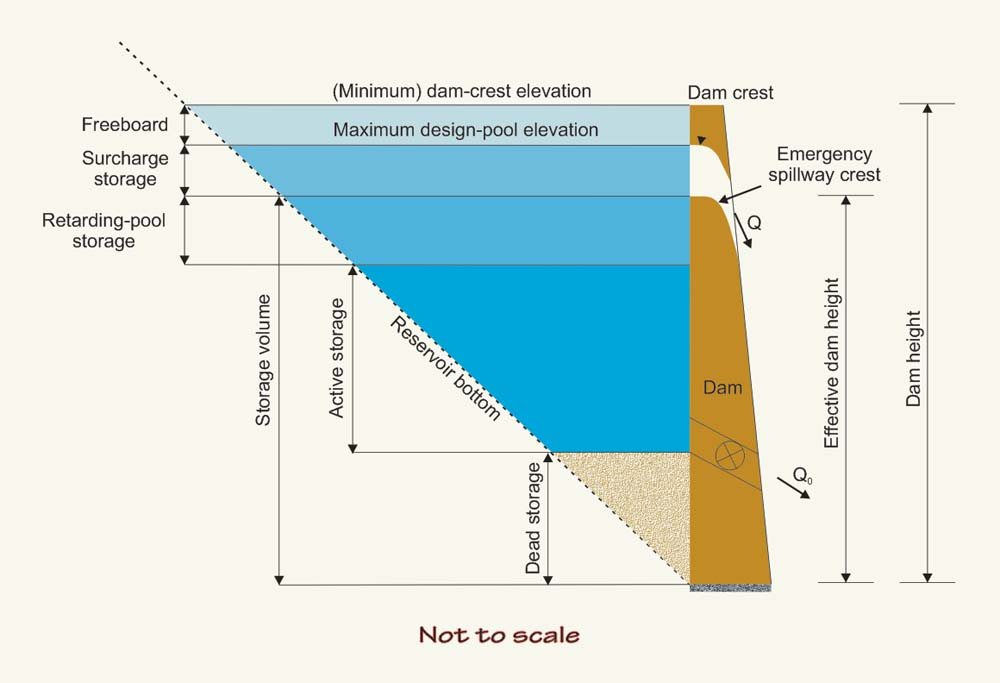 (Minimum) dam-crest elevation
Dam crest
Freeboard
Maximum design-pool elevation
Surcharge
storage
Emergency
spillway crest
Retarding-pool
storage
Q
Storage volume
Active storage
Reservoir bottom
Dam
Effective dam height
Dam height
Dead storage
Q₀
Not to scale